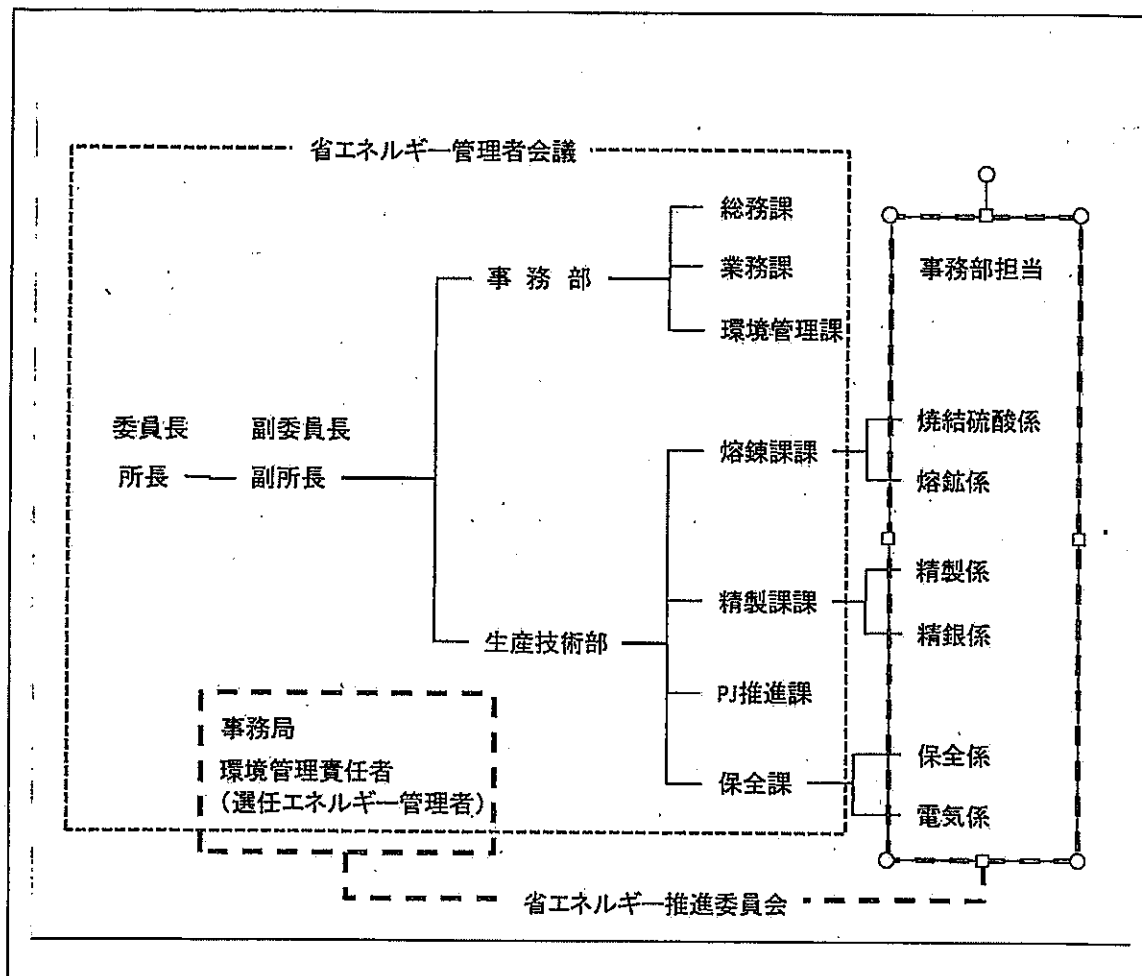 省エネルギー管理者会議
総務課
事務部
業務課
事務部担当
環境管理課
委員長
副委員長
所長
副所長
熔錬課課
焼結硫酸係
熔鉱係
精製課課
精製係
精銀係
生産技術部
PJ推進課
事務局
環境管理責任者
(選任エネルギー管理者)
保全課
保全係
電気係
省エネルギー推進委員会